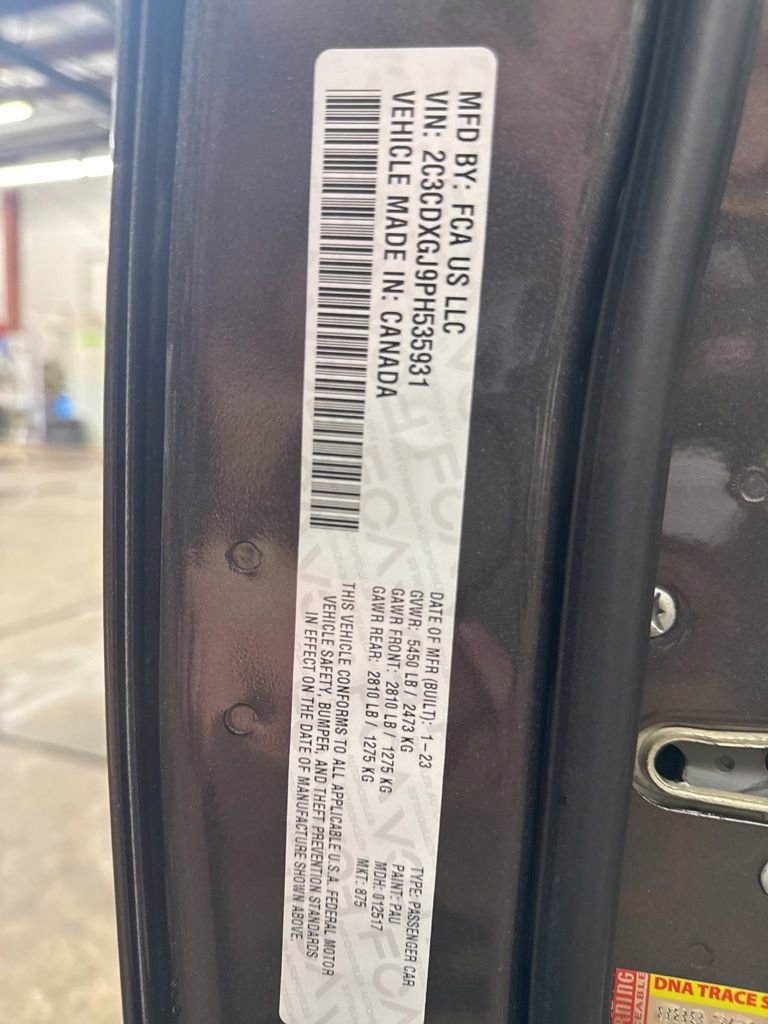 MFD BY: FCA US LLC
VIN: 2C3CDXGJ9PH535931
VEHICLE MADE IN: CANADA
DATE OF MFR (BUILT): 1-23
GVWR: 5450 LB / 2473 KG
GAWR FRONT: 2810 LB / 1275 KG
GAWR REAR: 2810 LB / 1275 KG
TYPE: PASSENGER CAR
PAINT: PAU
MDH: 012517
MKT: 875
THIS VEHICLE CONFORMS TO ALL APPLICABLE U.S.A. FEDERAL MOTOR
VEHICLE SAFETY, BUMPER, AND THEFT PREVENTION STANDARDS
IN EFFECT ON THE DATE OF MANUFACTURE SHOWN ABOVE.
DNA TRACE